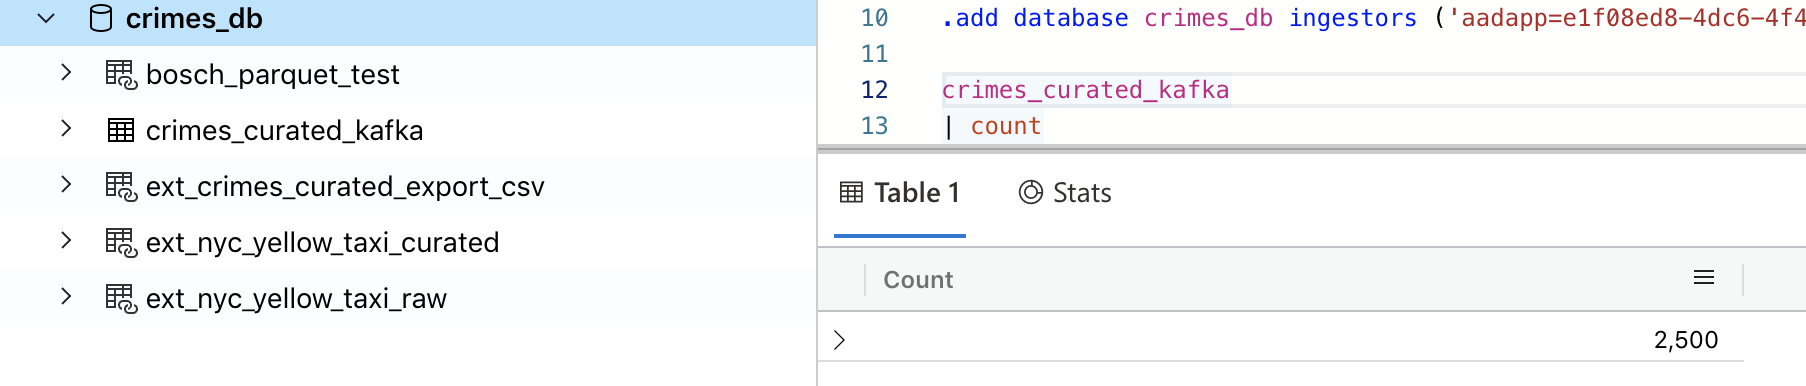 crimes_db
bosch_parquet_test
crimes_curated_kafka
ext_crimes_curated_export_csv
ext_nyc_yellow_taxi_curated
ext_nyc_yellow_taxi_raw
10 .add database crimes_db ingestors ('aadapp=e1f08ed8-4dc6-4f4
11
12 crimes_curated_kafka
13 | count
Table 1 Stats
Count
2,500